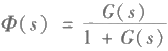 Φ(s) = G(s) / 1 + G(s)